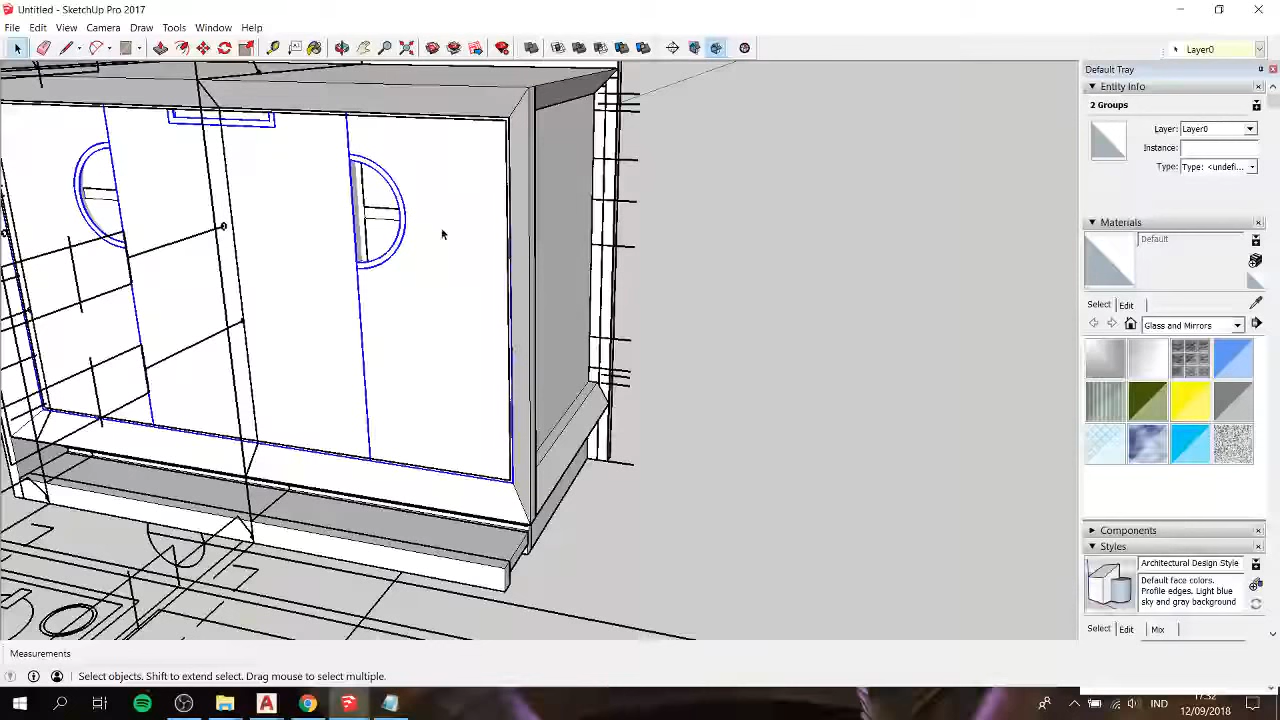 Untitled - SketchUp Pro 2017
File Edit View Camera Draw Tools Window Help
Layer0
Default Tray
Entity Info
2 Groups
Layer: Layer0
Instance:
Type: Type: <undefi...
Materials
Default
Select Edit
Glass and Mirrors
Components
Styles
Architectural Design Style
Default face colors.
Profile edges. Light blue
sky and gray background
Select Edit Mix
Measurements
Select objects. Shift to extend select. Drag mouse to select multiple.
IND
17:52
12/09/2018